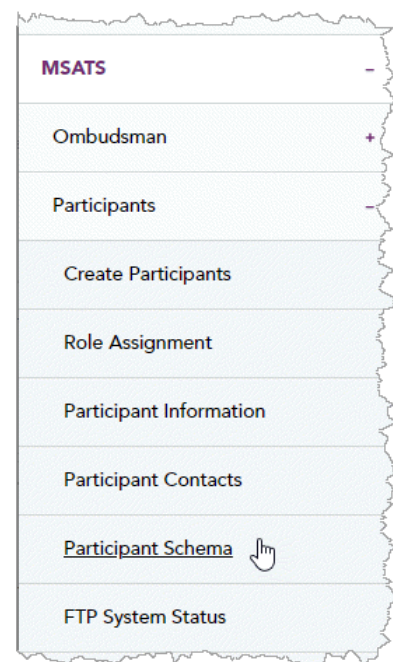 MSATS –
Ombudsman +
Participants –
Create Participants
Role Assignment
Participant Information
Participant Contacts
Participant Schema
FTP System Status